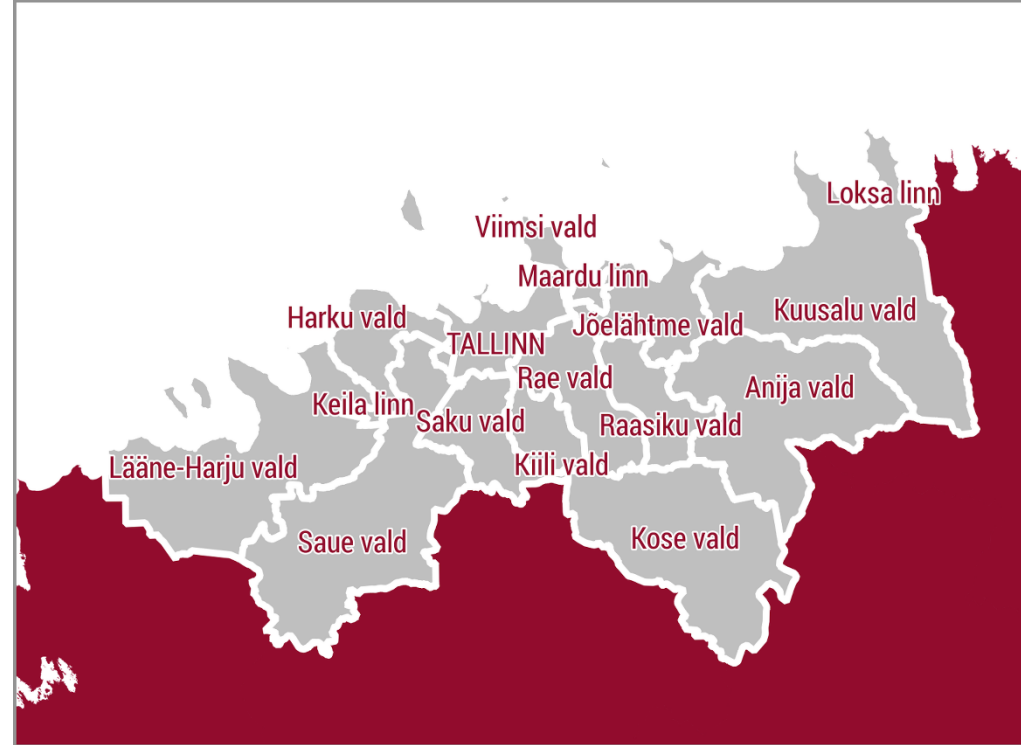 Loksa linn
Viimsi vald
Maardu linn
Harku vald
Kuusalu vald
Jõelähtme vald
TALLINN
Rae vald
Anija vald
Keila linn
Saku vald
Raasiku vald
Lääne-Harju vald
Kiili vald
Saue vald
Kose vald